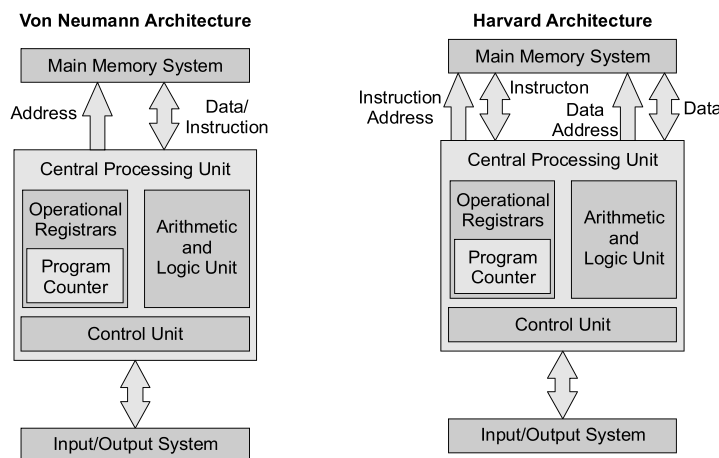 Von Neumann Architecture
Main Memory System
Address
Data/
Instruction
Central Processing Unit
Operational
Registrars
Program
Counter
Arithmetic
and
Logic Unit
Control Unit
Input/Output System
Harvard Architecture
Main Memory System
Instruction
Address
Instructon
Data
Address
Data
Central Processing Unit
Operational
Registrars
Program
Counter
Arithmetic
and
Logic Unit
Control Unit
Input/Output System